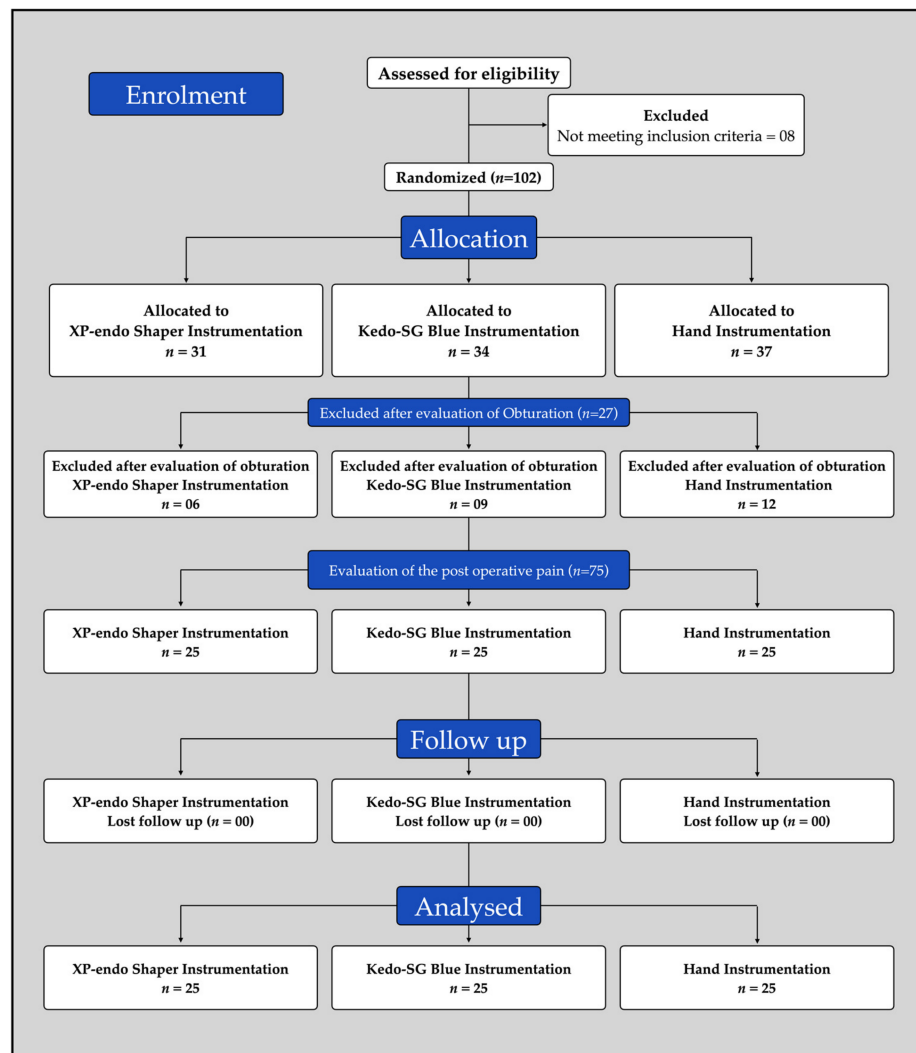 Assessed for eligibility
Enrolment
Excluded
Not meeting inclusion criteria = 08
Randomized (n=102)
Allocation
Allocated to
XP-endo Shaper Instrumentation
n = 31
Allocated to
Kedo-SG Blue Instrumentation
n = 34
Allocated to
Hand Instrumentation
n = 37
Excluded after evaluation of Obturation (n=27)
Excluded after evaluation of obturation
XP-endo Shaper Instrumentation
n = 06
Excluded after evaluation of obturation
Kedo-SG Blue Instrumentation
n = 09
Excluded after evaluation of obturation
Hand Instrumentation
n = 12
Evaluation of the post operative pain (n=75)
XP-endo Shaper Instrumentation
n = 25
Kedo-SG Blue Instrumentation
n = 25
Hand Instrumentation
n = 25
Follow up
XP-endo Shaper Instrumentation
Lost follow up (n = 00)
Kedo-SG Blue Instrumentation
Lost follow up (n = 00)
Hand Instrumentation
Lost follow up (n = 00)
Analysed
XP-endo Shaper Instrumentation
n = 25
Kedo-SG Blue Instrumentation
n = 25
Hand Instrumentation
n = 25